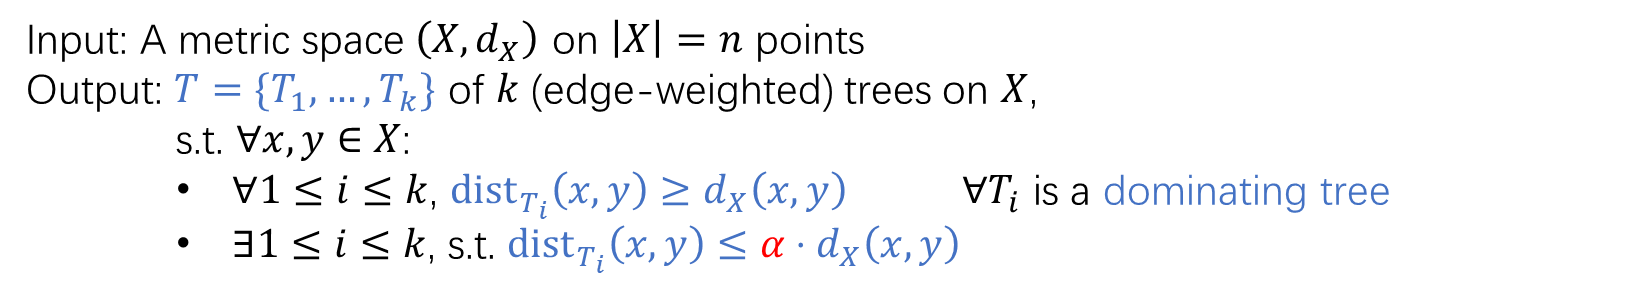 Input: A metric space (X, d_X) on |X| = n points
Output: T = {T_1, …, T_k} of k (edge-weighted) trees on X,
s.t. ∀x, y ∈ X:
• ∀1 ≤ i ≤ k, dist_{T_i}(x, y) ≥ d_X(x, y) ∀T_i is a dominating tree
• ∃1 ≤ i ≤ k, s.t. dist_{T_i}(x, y) ≤ α · d_X(x, y)